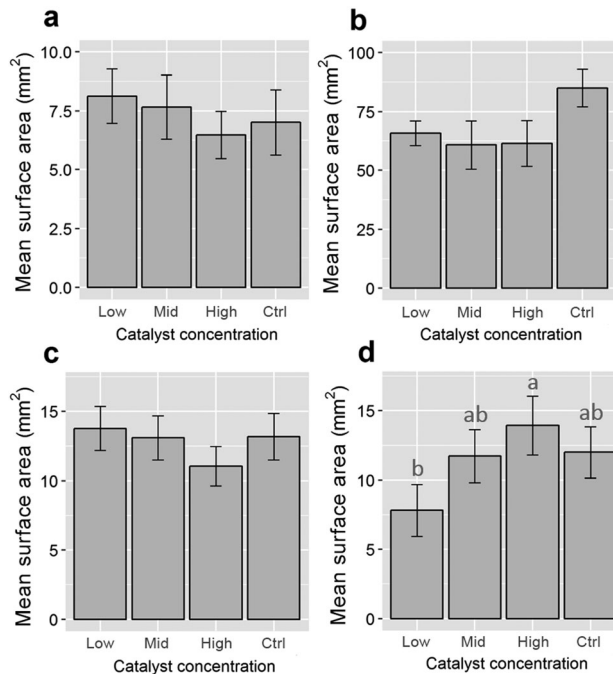 a
Mean surface area (mm²)
10.0
7.5
5.0
2.5
0.0
Low Mid High Ctrl
Catalyst concentration
b
Mean surface area (mm²)
100
75
50
25
0
Low Mid High Ctrl
Catalyst concentration
c
Mean surface area (mm²)
15
10
5
0
Low Mid High Ctrl
Catalyst concentration
d
Mean surface area (mm²)
15
10
5
0
b ab a ab
Low Mid High Ctrl
Catalyst concentration